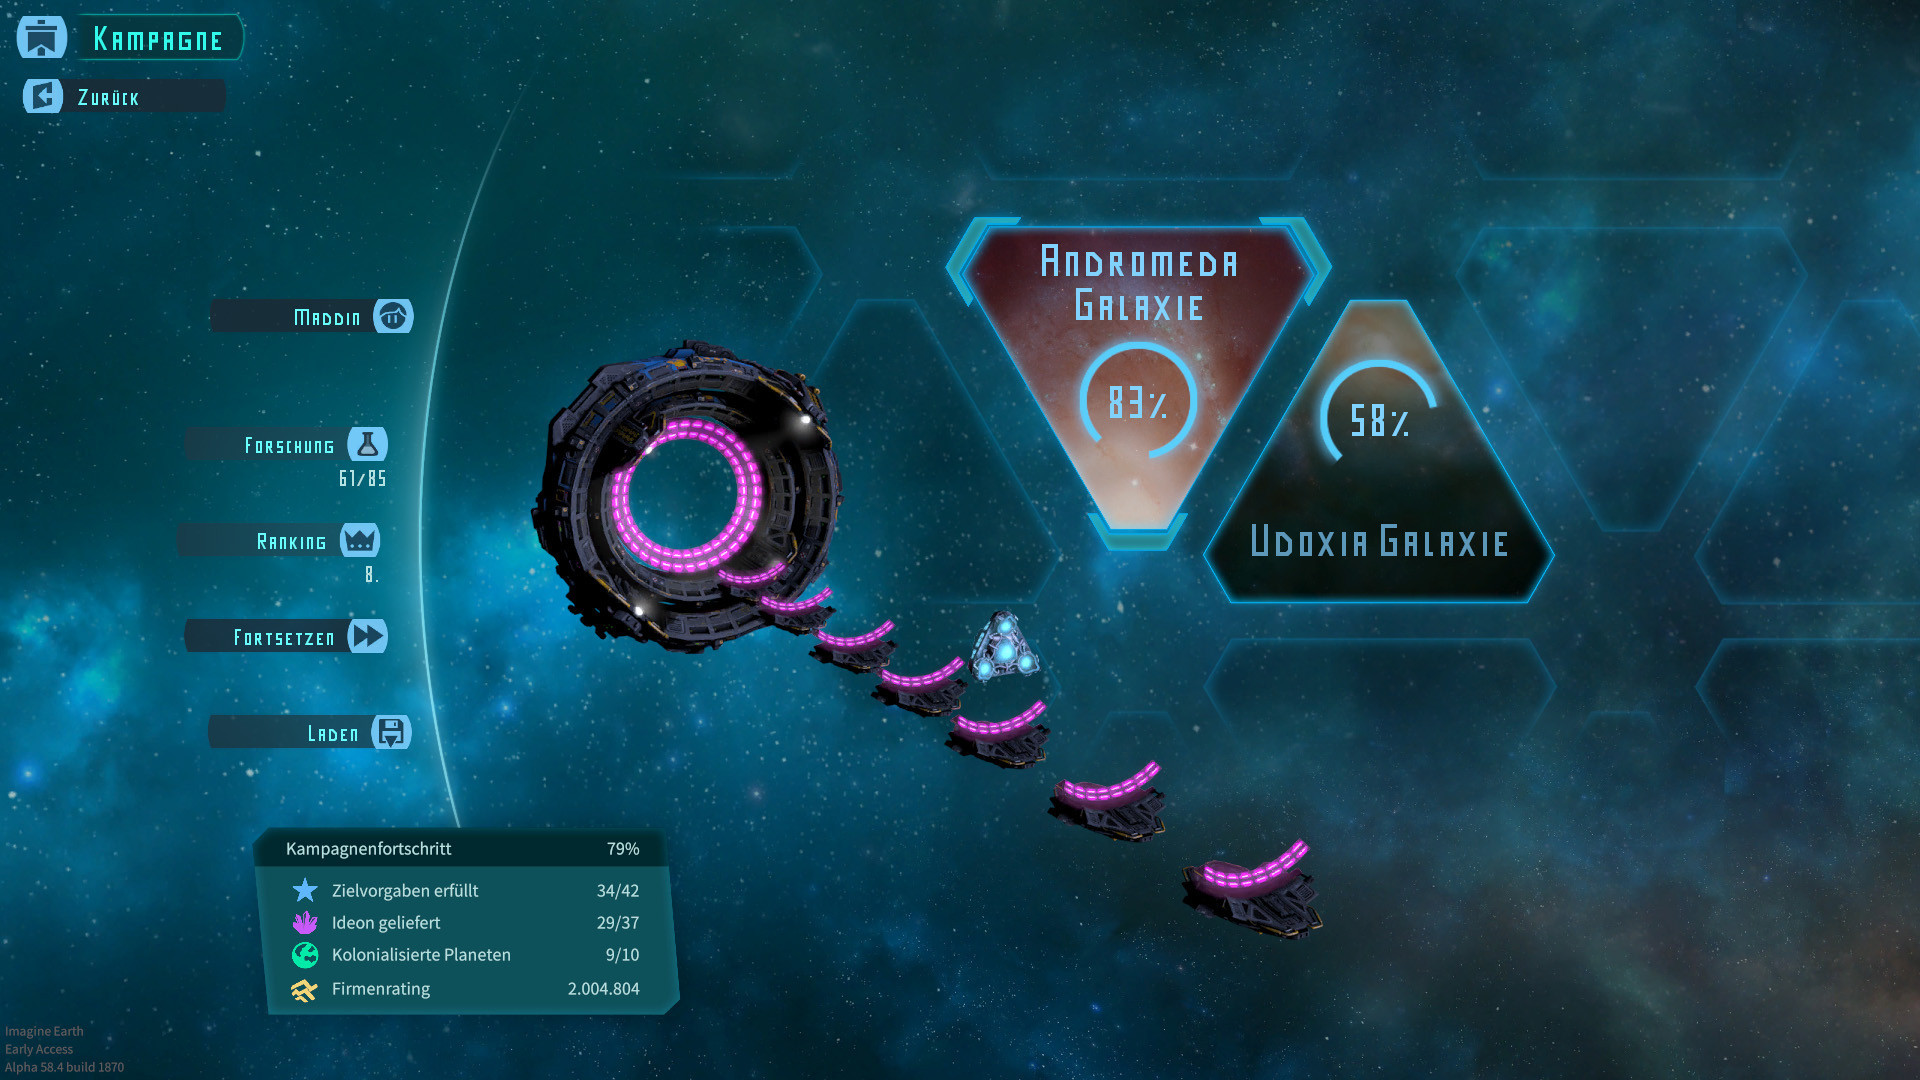 Kampagne
Zurück
Maddin
Forschung
61/85
Ranking
8.
Fortsetzen
Laden
Andromeda
Galaxie
83%
58%
Udoxia Galaxie
Kampagnenfortschritt 79%
Zielvorgaben erfüllt 34/42
Ideon geliefert 29/37
Kolonialisierte Planeten 9/10
Firmenrating 2.004.804
Imagine Earth
Early Access
Alpha 58.4 build 1870